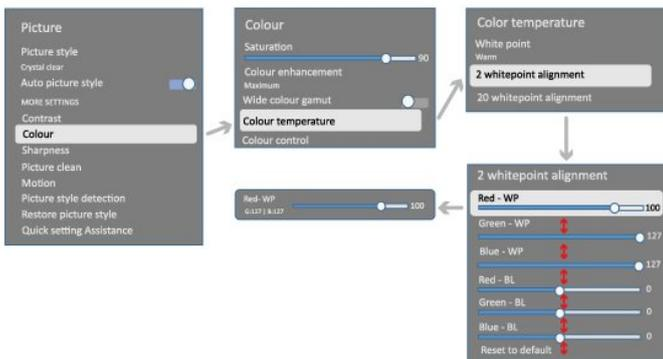 Picture
Picture style
Crystal clear
Auto picture style
MORE SETTINGS
Contrast
Colour
Sharpness
Picture clean
Motion
Picture style detection
Restore picture style
Quick setting Assistance
Colour
Saturation
90
Colour enhancement
Maximum
Wide colour gamut
Colour temperature
Colour control
Color temperature
White point
Warm
2 whitepoint alignment
20 whitepoint alignment
2 whitepoint alignment
Red - WP
100
Green - WP
127
Blue - WP
127
Red - BL
0
Green - BL
0
Blue - BL
0
Reset to default
Red- WP
G:127 | B:127
100